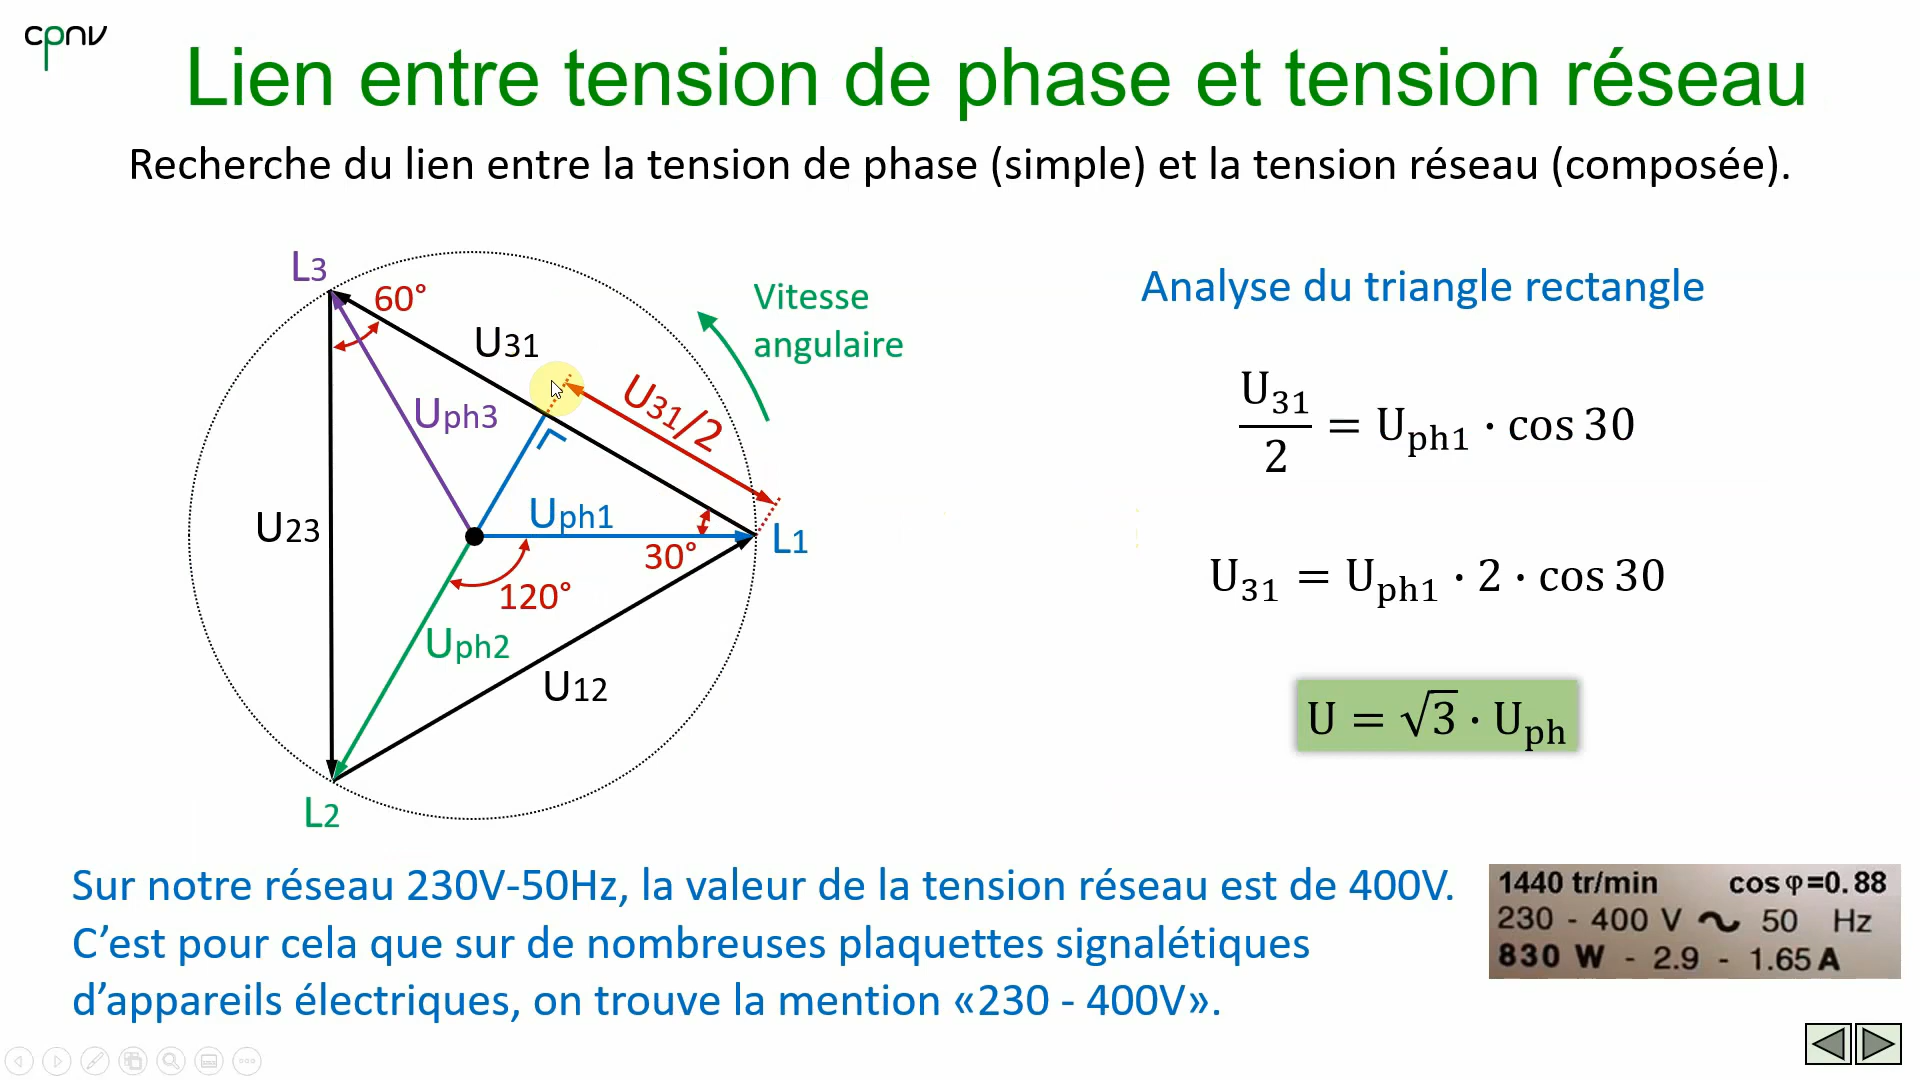 cpnv
Lien entre tension de phase et tension réseau
Recherche du lien entre la tension de phase (simple) et la tension réseau (composée).
L3
60°
U31
U31/2
Vitesse
angulaire
Uph3
U23
Uph1
30°
L1
120°
Uph2
U12
L2
Analyse du triangle rectangle
U31/2 = Uph1 · cos 30
U31 = Uph1 · 2 · cos 30
U = √3 · Uph
Sur notre réseau 230V-50Hz, la valeur de la tension réseau est de 400V.
C’est pour cela que sur de nombreuses plaquettes signalétiques
d’appareils électriques, on trouve la mention «230 - 400V».
1440 tr/min cos φ=0.88
230 - 400 V ~ 50 Hz
830 W - 2.9 - 1.65 A